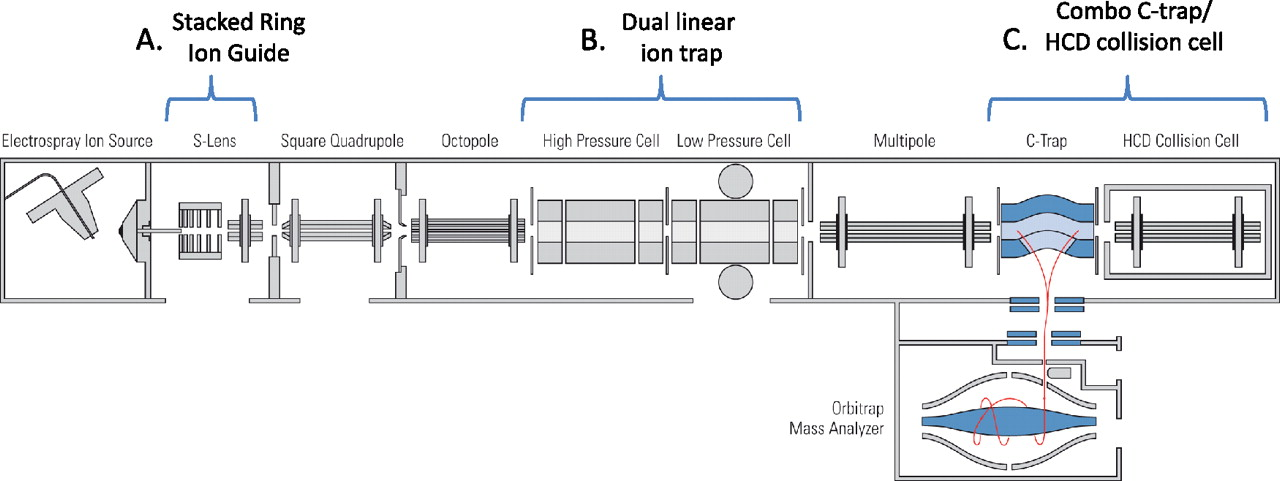 A. Stacked Ring
Ion Guide
B. Dual linear
ion trap
C. Combo C-trap/
HCD collision cell
Electrospray Ion Source
S-Lens
Square Quadrupole
Octopole
High Pressure Cell
Low Pressure Cell
Multipole
C-Trap
HCD Collision Cell
Orbitrap
Mass Analyzer